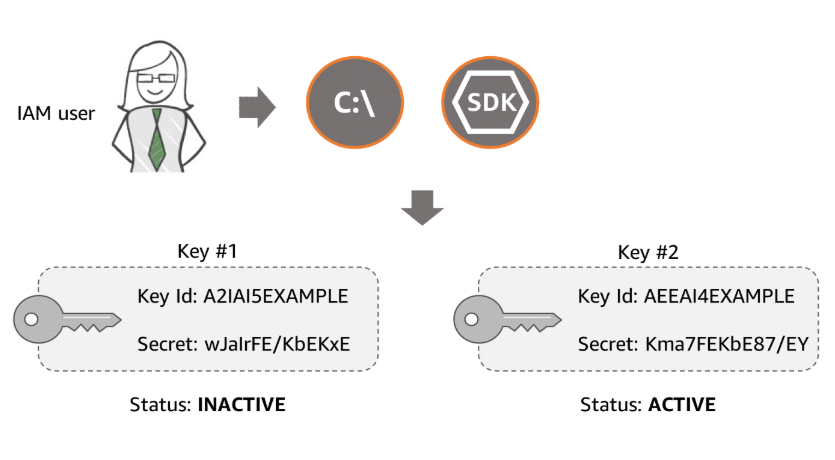 IAM user
C:\
SDK
Key #1
Key Id: A2IAI5EXAMPLE
Secret: wJaIrFE/KbEKxE
Status: INACTIVE
Key #2
Key Id: AEEAI4EXAMPLE
Secret: Kma7FEKbE87/EY
Status: ACTIVE